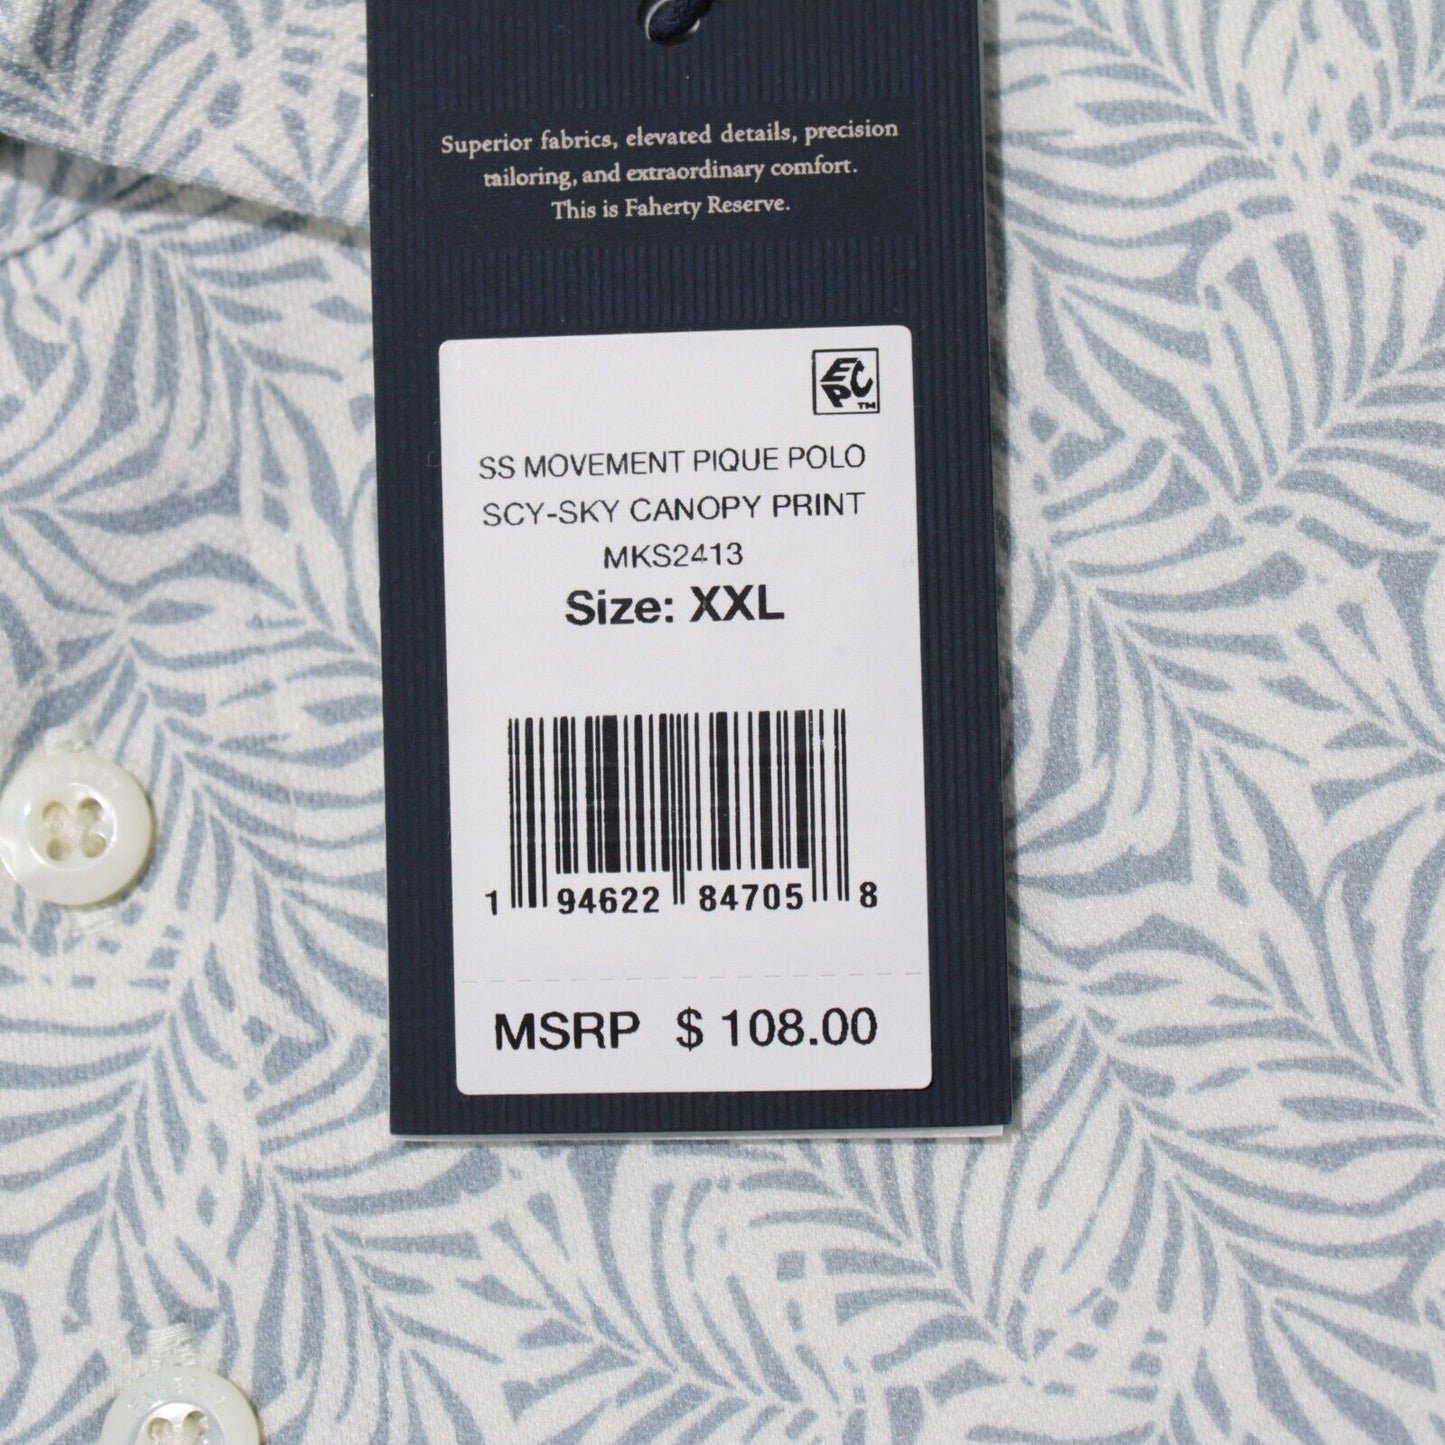 Superior fabrics, elevated details, precision
tailoring, and extraordinary comfort.
This is Faherty Reserve.
EPC
TM
SS MOVEMENT PIQUE POLO
SCY-SKY CANOPY PRINT
MKS2413
Size: XXL
1 94622 84705 8
MSRP $ 108.00